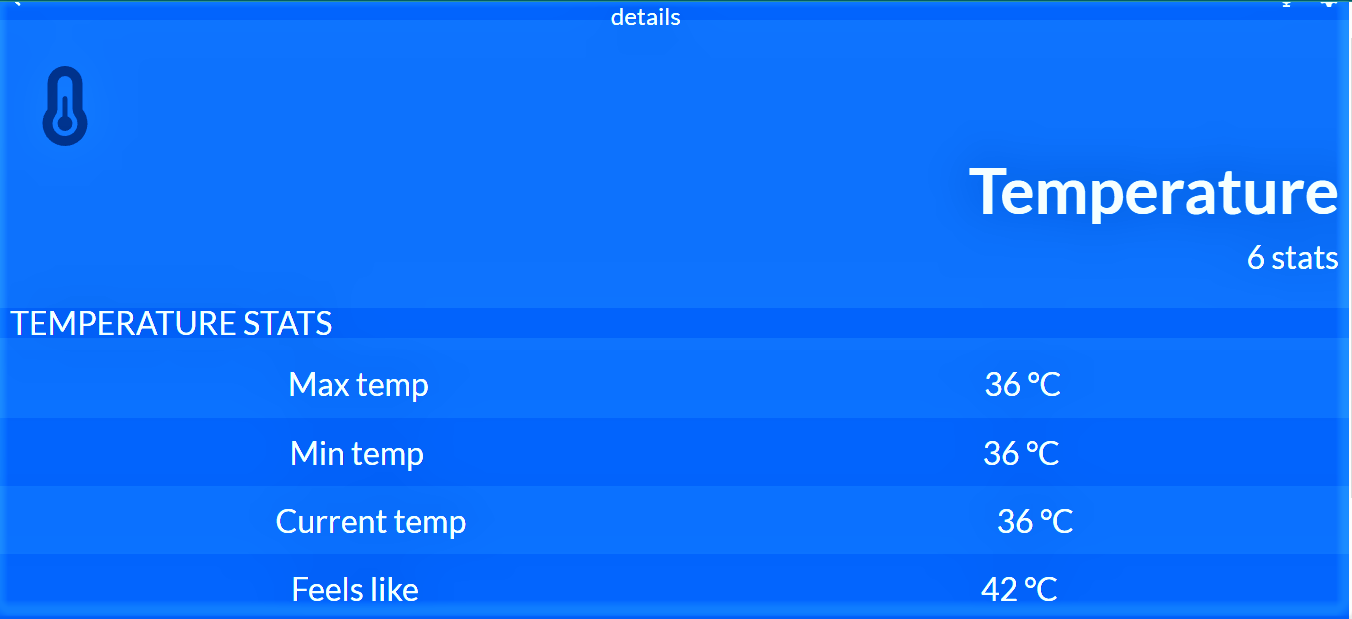 details
Temperature
6 stats
TEMPERATURE STATS
Max temp 36 °C
Min temp 36 °C
Current temp 36 °C
Feels like 42 °C